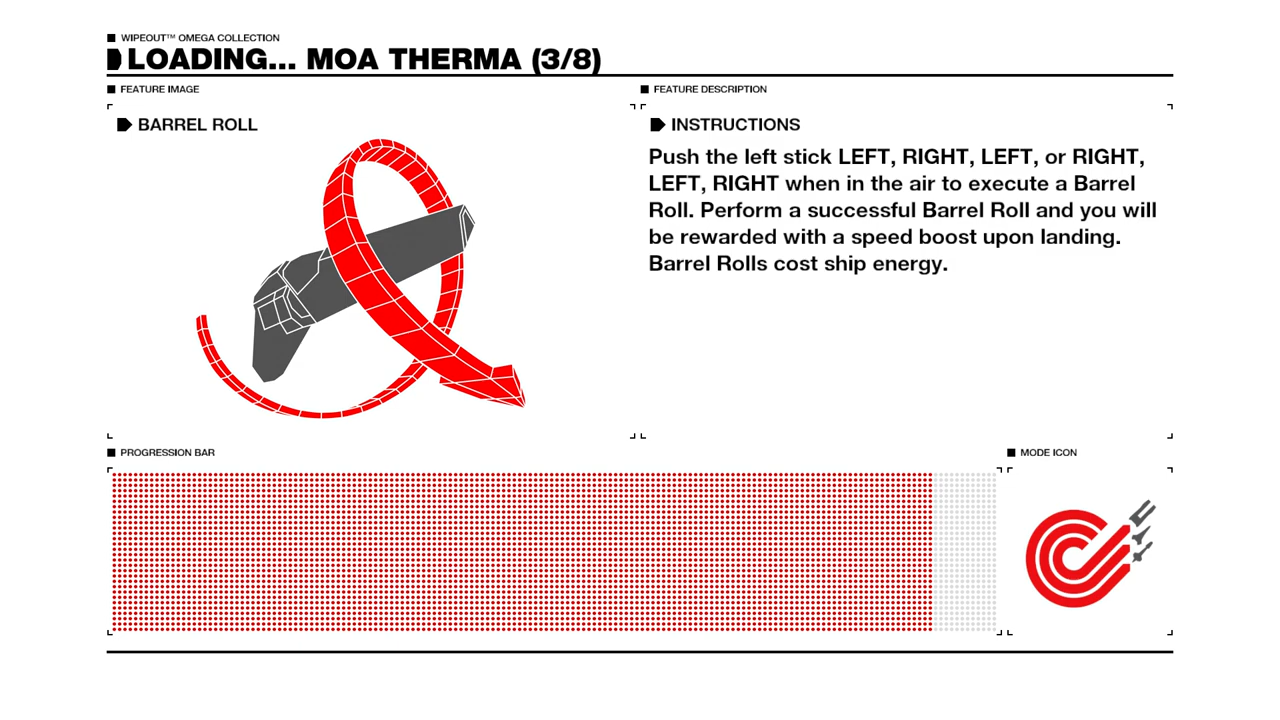 WIPEOUT™ OMEGA COLLECTION
LOADING... MOA THERMA (3/8)
FEATURE IMAGE
BARREL ROLL
FEATURE DESCRIPTION
INSTRUCTIONS
Push the left stick LEFT, RIGHT, LEFT, or RIGHT,
LEFT, RIGHT when in the air to execute a Barrel
Roll. Perform a successful Barrel Roll and you will
be rewarded with a speed boost upon landing.
Barrel Rolls cost ship energy.
PROGRESSION BAR
MODE ICON